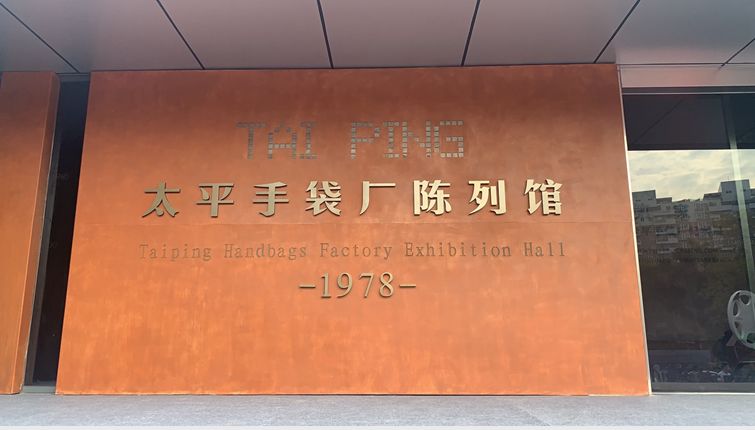 TAI PING
太平手袋厂陈列馆
Taiping Handbags Factory Exhibition Hall
-1978-